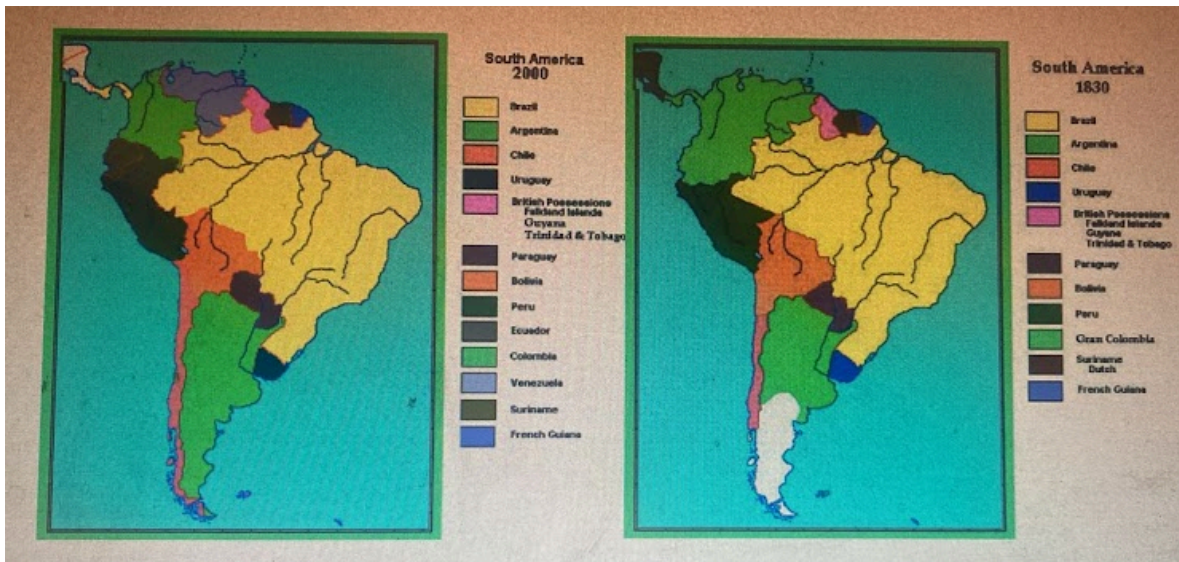 South America
2000
Brazil
Argentina
Chile
Uruguay
British Possessions
Falkland Islands
Guyana
Trinidad & Tobago
Paraguay
Bolivia
Peru
Ecuador
Colombia
Venezuela
Suriname
French Guiana
South America
1830
Brazil
Argentina
Chile
Uruguay
British Possessions
Falkland Islands
Guyana
Trinidad & Tobago
Paraguay
Bolivia
Peru
Gran Colombia
Suriname
Dutch
French Guiana